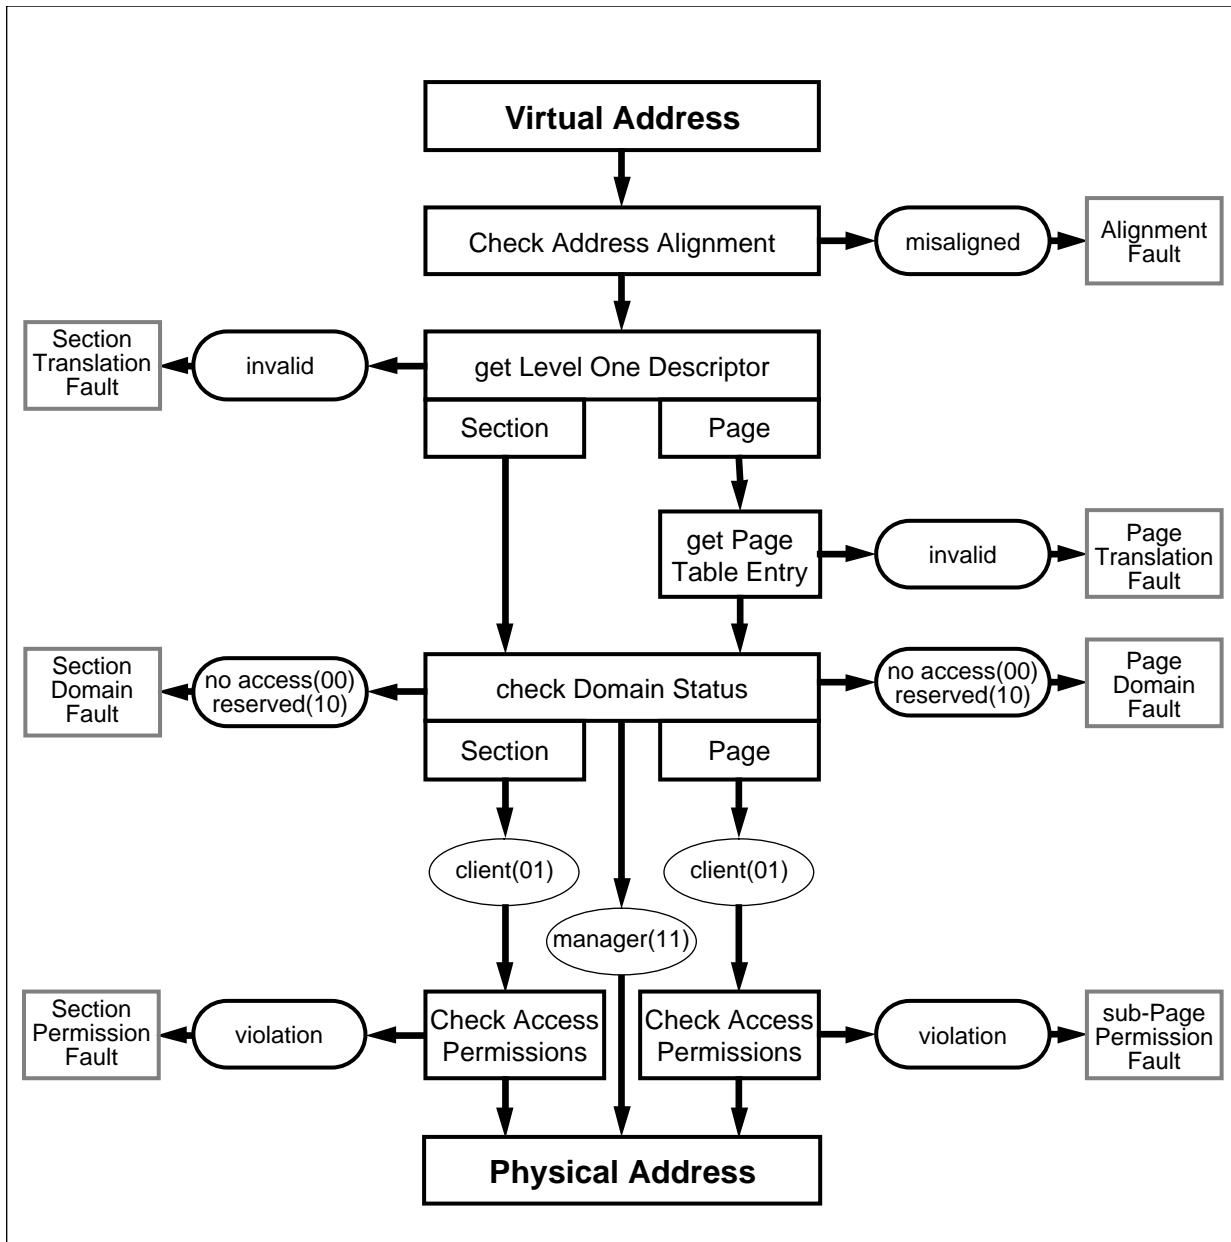 Virtual Address
Check Address Alignment
misaligned
Alignment
Fault
Section
Translation
Fault
invalid
get Level One Descriptor
Section
Page
get Page
Table Entry
invalid
Page
Translation
Fault
Section
Domain
Fault
no access(00)
reserved(10)
check Domain Status
no access(00)
reserved(10)
Page
Domain
Fault
Section
Page
client(01)
client(01)
manager(11)
Section
Permission
Fault
violation
Check Access
Permissions
Check Access
Permissions
violation
sub-Page
Permission
Fault
Physical Address